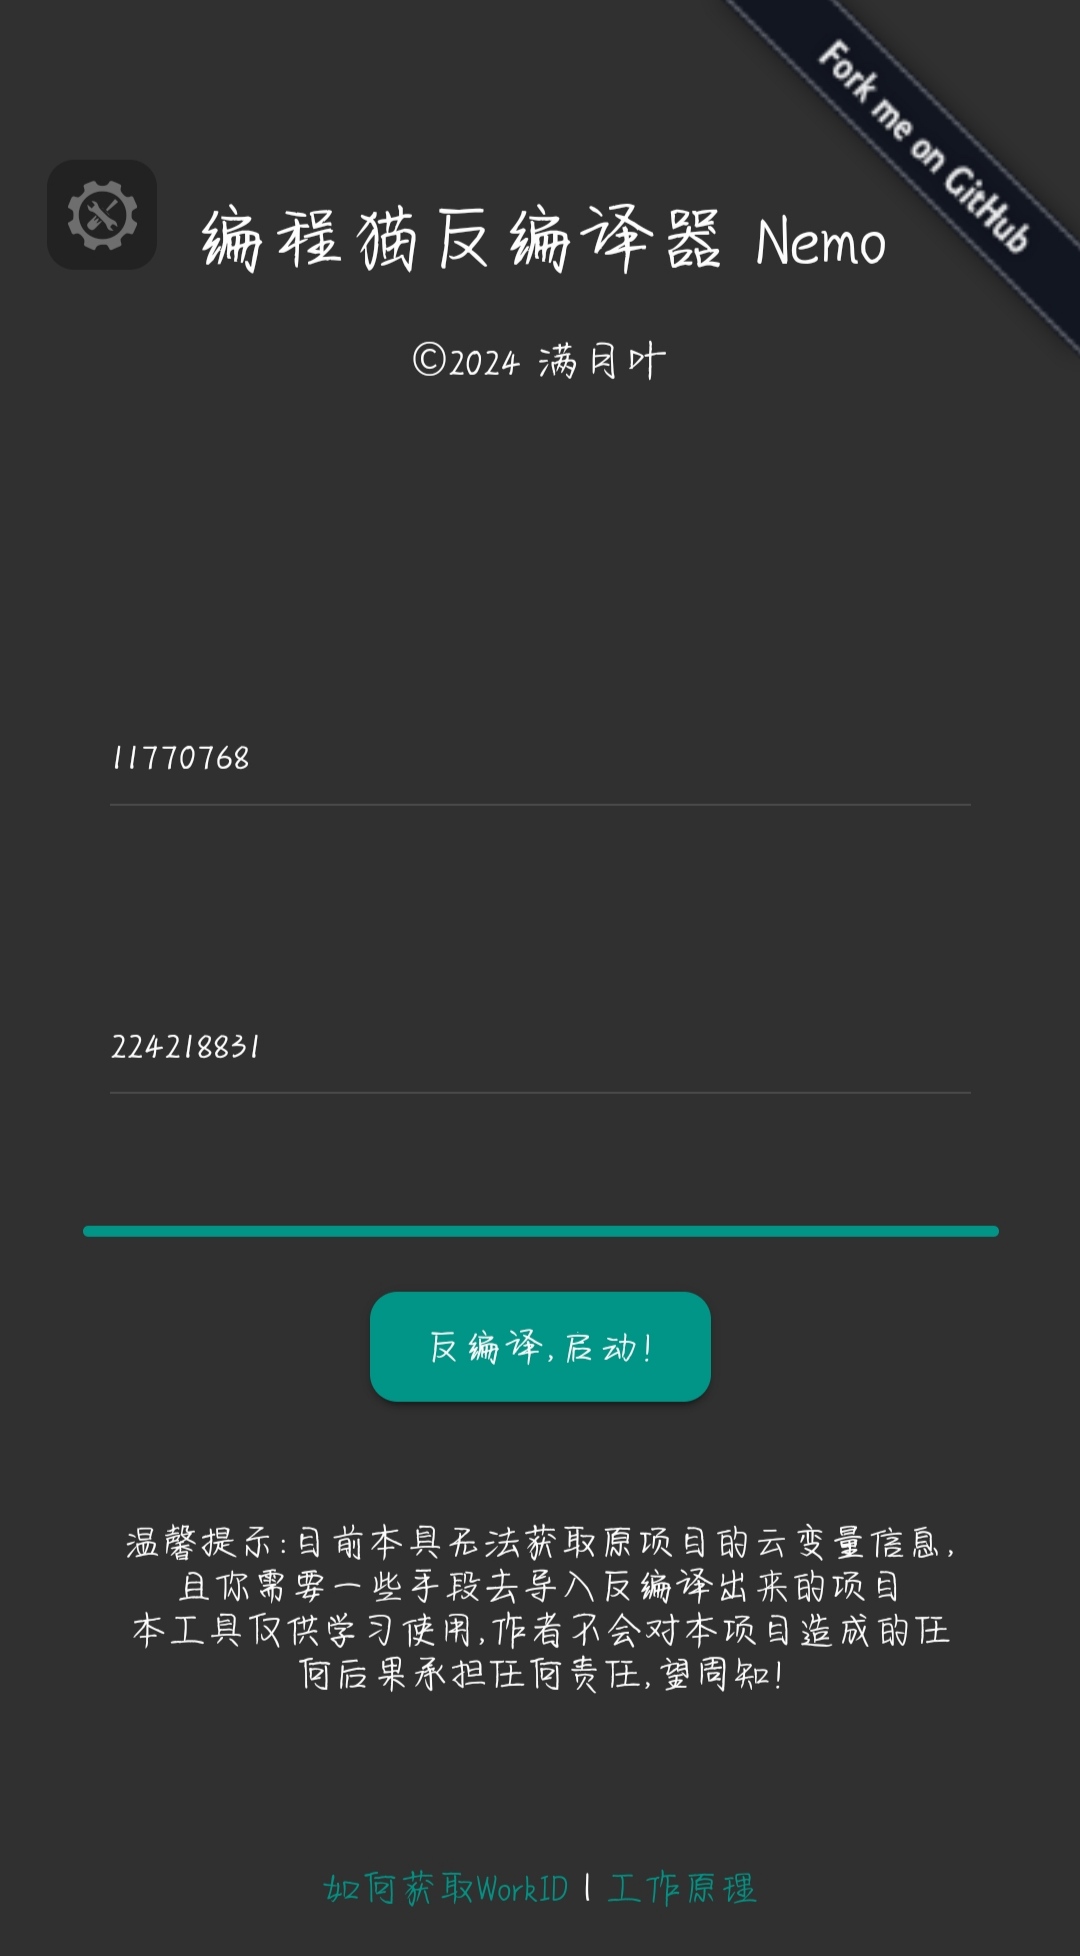 Fork me on GitHub
编程猫反编译器 Nemo
©2024 满月叶
11770768
224218831
反编译,启动!
温馨提示:目前本具无法获取原项目的云变量信息,
且你需要一些手段去导入反编译出来的项目
本工具仅供学习使用,作者不会对本项目造成的任
何后果承担任何责任,望周知!
如何获取WorkID | 工作原理